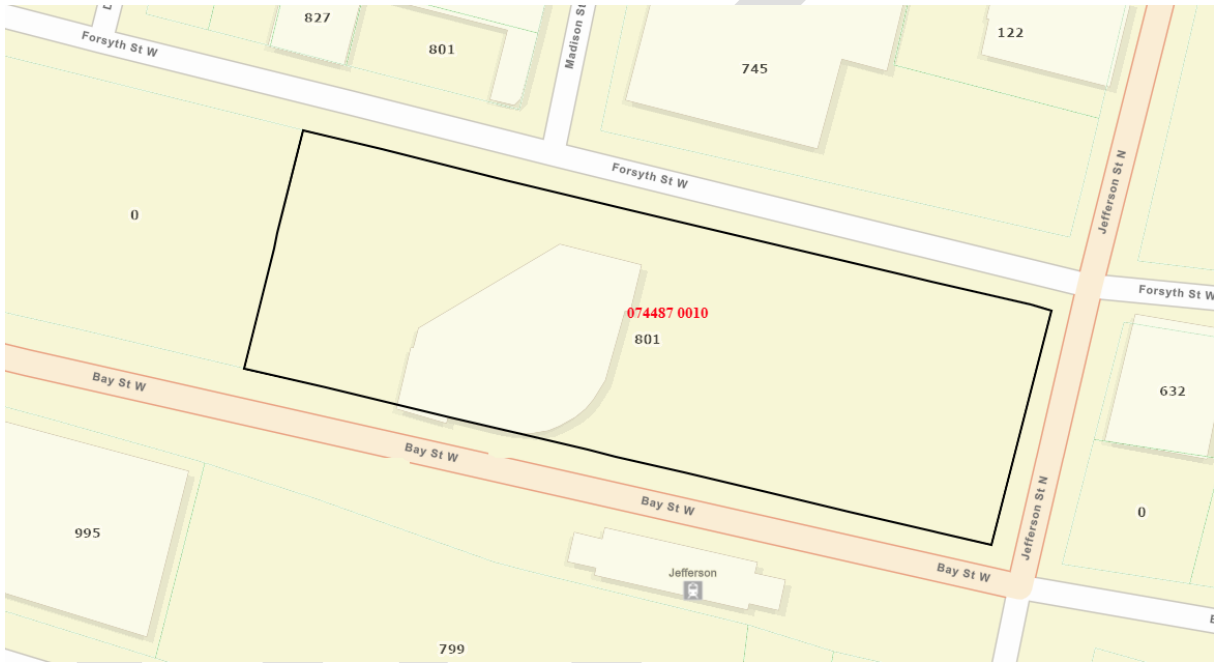 827
Forsyth St W
801
Madison St
745
122
Forsyth St W
Jefferson St N
0
Forsyth St W
074487 0010
801
Bay St W
632
Bay St W
Bay St W
Jefferson St N
0
995
Jefferson
Bay St W
799